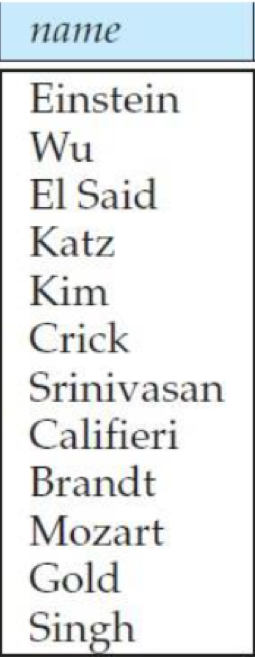 name
Einstein
Wu
El Said
Katz
Kim
Crick
Srinivasan
Califieri
Brandt
Mozart
Gold
Singh